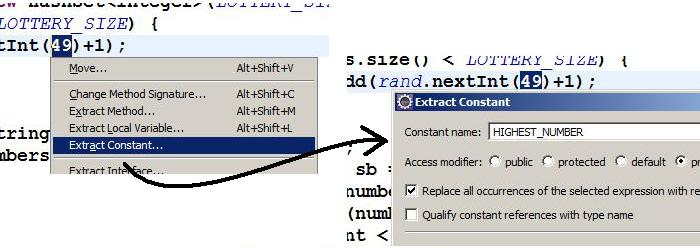 LOTTERY_SIZE) {
tInt(49)+1);
Move... Alt+Shift+V
Change Method Signature... Alt+Shift+C
Extract Method... Alt+Shift+M
Extract Local Variable... Alt+Shift+L
Extract Constant...
Extract Interface...
tring
mbers
s.size() < LOTTERY_SIZE) {
dd(rand.nextInt(49)+1);
Extract Constant
Constant name: HIGHEST_NUMBER
Access modifier: public protected default pr
Replace all occurrences of the selected expression with re
Qualify constant references with type name
sb =
numbe
(numl
nt <